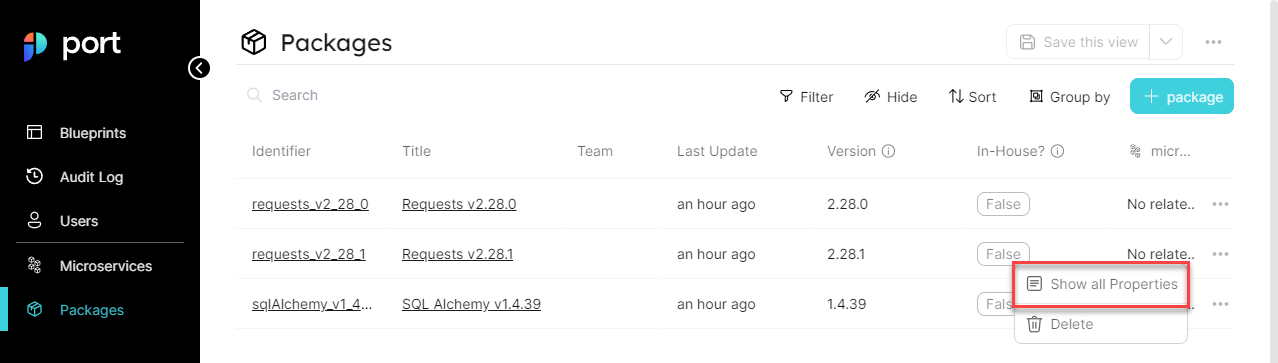 port
Blueprints
Audit Log
Users
Microservices
Packages
Packages
Save this view
Search
Filter
Hide
Sort
Group by
+ package
Identifier Title Team Last Update Version In-House? micr...
requests_v2_28_0 Requests v2.28.0 an hour ago 2.28.0 False No relate..
requests_v2_28_1 Requests v2.28.1 an hour ago 2.28.1 False No relate..
sqlAlchemy_v1_4... SQL Alchemy v1.4.39 an hour ago 1.4.39
Show all Properties
Delete